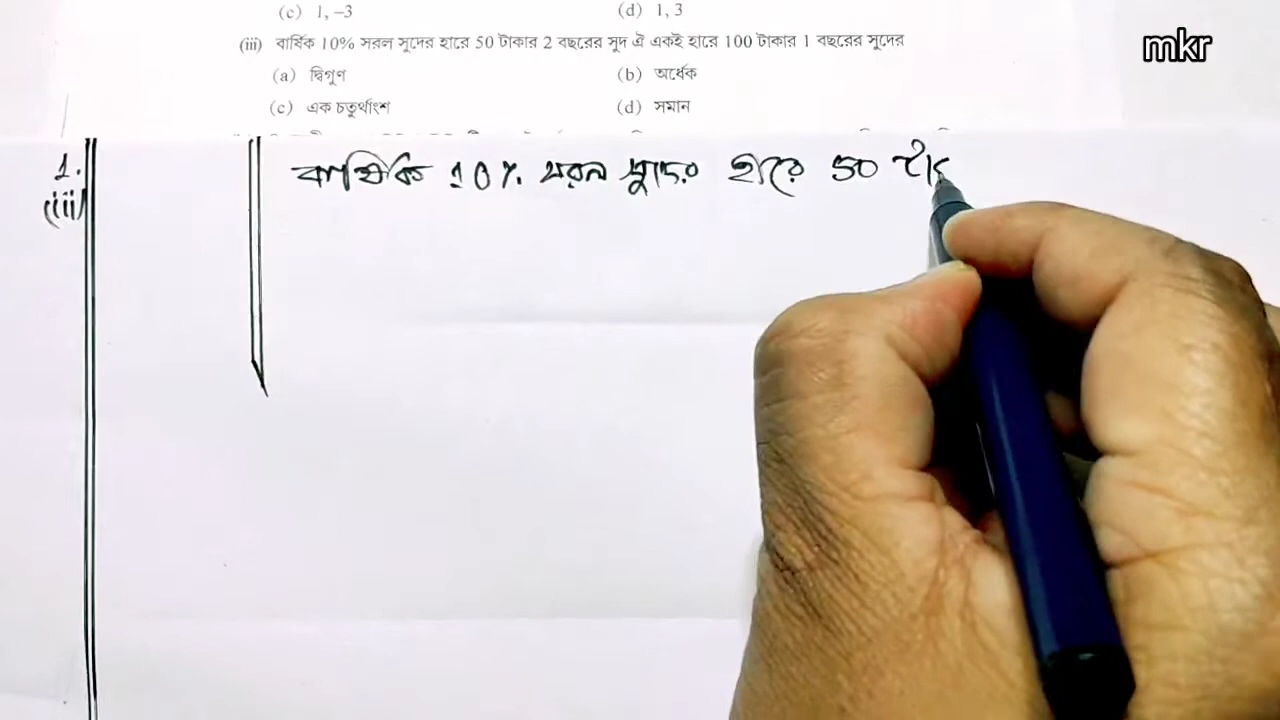 mkr
(c) 1, −3 (d) 1, 3
(iii) বার্ষিক 10% সরল সুদের হারে 50 টাকার 2 বছরের সুদ ঐ একই হারে 100 টাকার 1 বছরের সুদের
(a) দ্বিগুণ (b) অর্ধেক
(c) এক চতুর্থাংশ (d) সমান
1. বার্ষিক 10% সরল সুদের হারে 50
(iii)